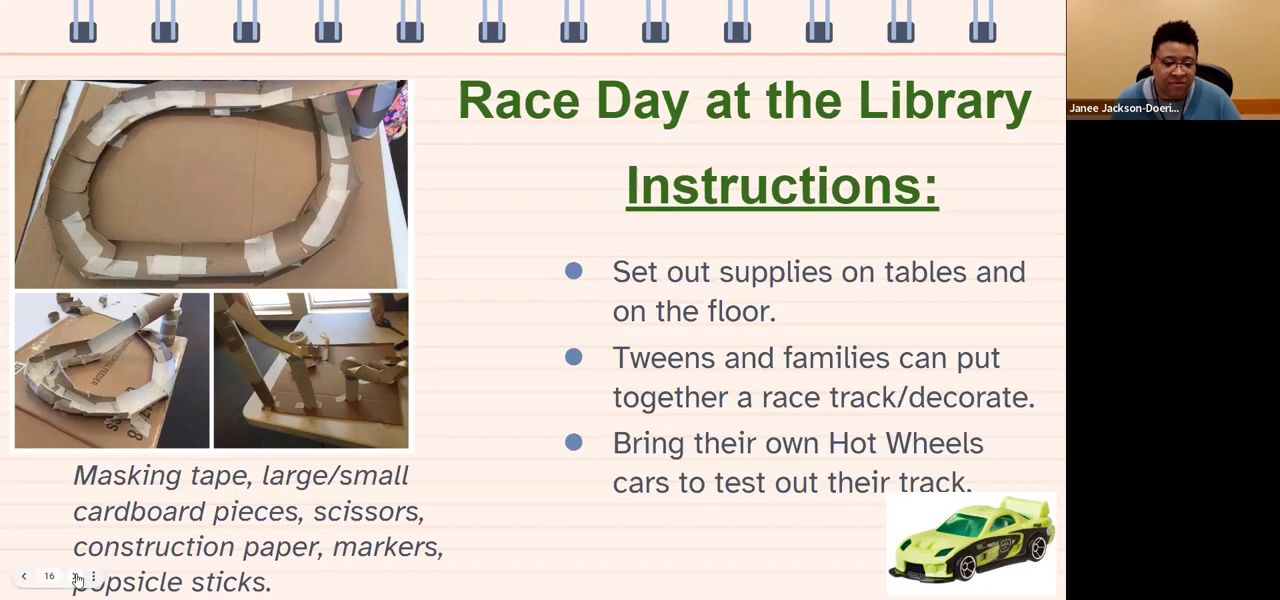 Race Day at the Library
Instructions:
Set out supplies on tables and
on the floor.
Tweens and families can put
together a race track/decorate.
Bring their own Hot Wheels
cars to test out their track.
Masking tape, large/small
cardboard pieces, scissors,
construction paper, markers,
popsicle sticks.
16
Janee Jackson-Doeri...